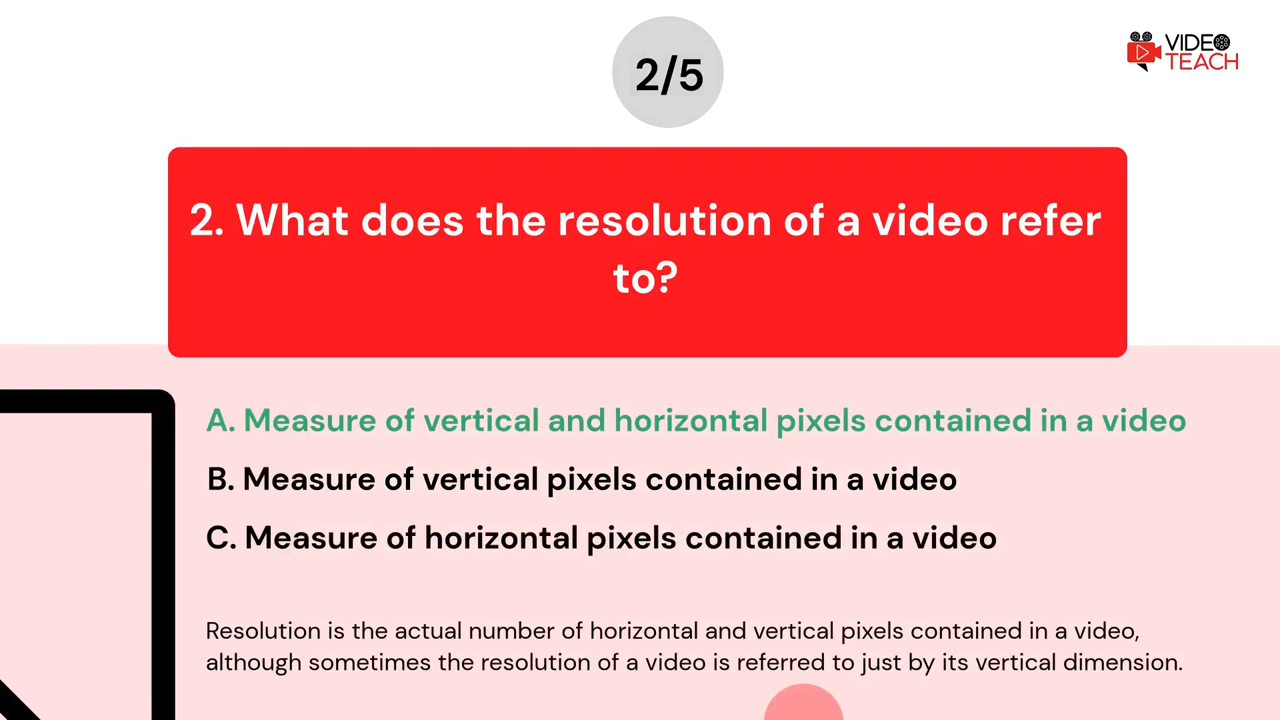 2/5
VIDEO
TEACH
2. What does the resolution of a video refer
to?
A. Measure of vertical and horizontal pixels contained in a video
B. Measure of vertical pixels contained in a video
C. Measure of horizontal pixels contained in a video
Resolution is the actual number of horizontal and vertical pixels contained in a video,
although sometimes the resolution of a video is referred to just by its vertical dimension.